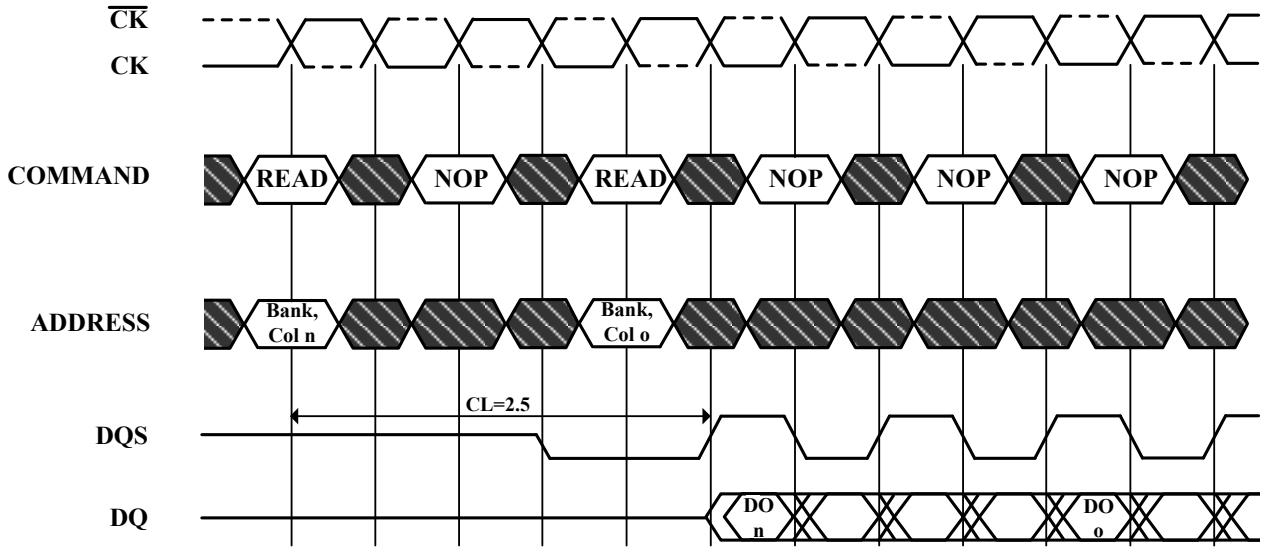 C̅K̅
CK
COMMAND
READ
NOP
READ
NOP
NOP
NOP
ADDRESS
Bank,
Col n
Bank,
Col o
CL=2.5
DQS
DQ
DO
n
DO
o